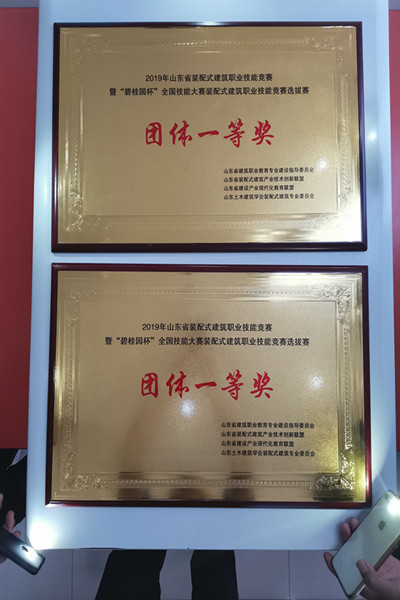 2019年山东省装配式建筑职业技能竞赛
暨“碧桂园杯”全国技能大赛装配式建筑职业技能竞赛选拔赛
团体一等奖
山东省建筑职业教育专业建设指导委员会
山东省装配式建筑产业技术创新联盟
山东省建设产业现代化教育联盟
山东土木建筑学会装配式建筑专业委员会
2019年山东省装配式建筑职业技能竞赛
暨“碧桂园杯”全国技能大赛装配式建筑职业技能竞赛选拔赛
团体一等奖
山东省建筑职业教育专业建设指导委员会
山东省装配式建筑产业技术创新联盟
山东省建设产业现代化教育联盟
山东土木建筑学会装配式建筑专业委员会